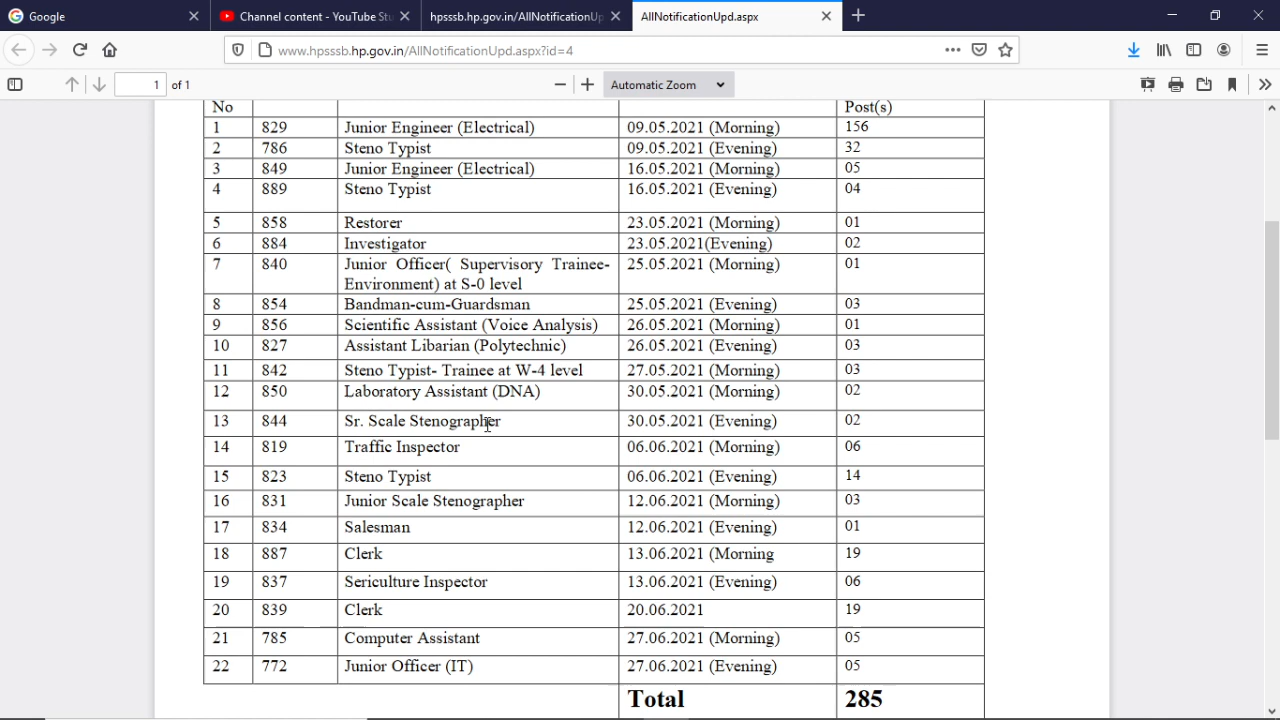 Google
Channel content - YouTube Stu
hpsssb.hp.gov.in/AllNotificationUp
AllNotificationUpd.aspx
www.hpsssb.hp.gov.in/AllNotificationUpd.aspx?id=4
1 of 1
Automatic Zoom
No Post(s)
1 829 Junior Engineer (Electrical) 09.05.2021 (Morning) 156
2 786 Steno Typist 09.05.2021 (Evening) 32
3 849 Junior Engineer (Electrical) 16.05.2021 (Morning) 05
4 889 Steno Typist 16.05.2021 (Evening) 04
5 858 Restorer 23.05.2021 (Morning) 01
6 884 Investigator 23.05.2021(Evening) 02
7 840 Junior Officer( Supervisory Trainee- 25.05.2021 (Morning) 01
Environment) at S-0 level
8 854 Bandman-cum-Guardsman 25.05.2021 (Evening) 03
9 856 Scientific Assistant (Voice Analysis) 26.05.2021 (Morning) 01
10 827 Assistant Libarian (Polytechnic) 26.05.2021 (Evening) 03
11 842 Steno Typist- Trainee at W-4 level 27.05.2021 (Morning) 03
12 850 Laboratory Assistant (DNA) 30.05.2021 (Morning) 02
13 844 Sr. Scale Stenographer 30.05.2021 (Evening) 02
14 819 Traffic Inspector 06.06.2021 (Morning) 06
15 823 Steno Typist 06.06.2021 (Evening) 14
16 831 Junior Scale Stenographer 12.06.2021 (Morning) 03
17 834 Salesman 12.06.2021 (Evening) 01
18 887 Clerk 13.06.2021 (Morning 19
19 837 Sericulture Inspector 13.06.2021 (Evening) 06
20 839 Clerk 20.06.2021 19
21 785 Computer Assistant 27.06.2021 (Morning) 05
22 772 Junior Officer (IT) 27.06.2021 (Evening) 05
Total 285